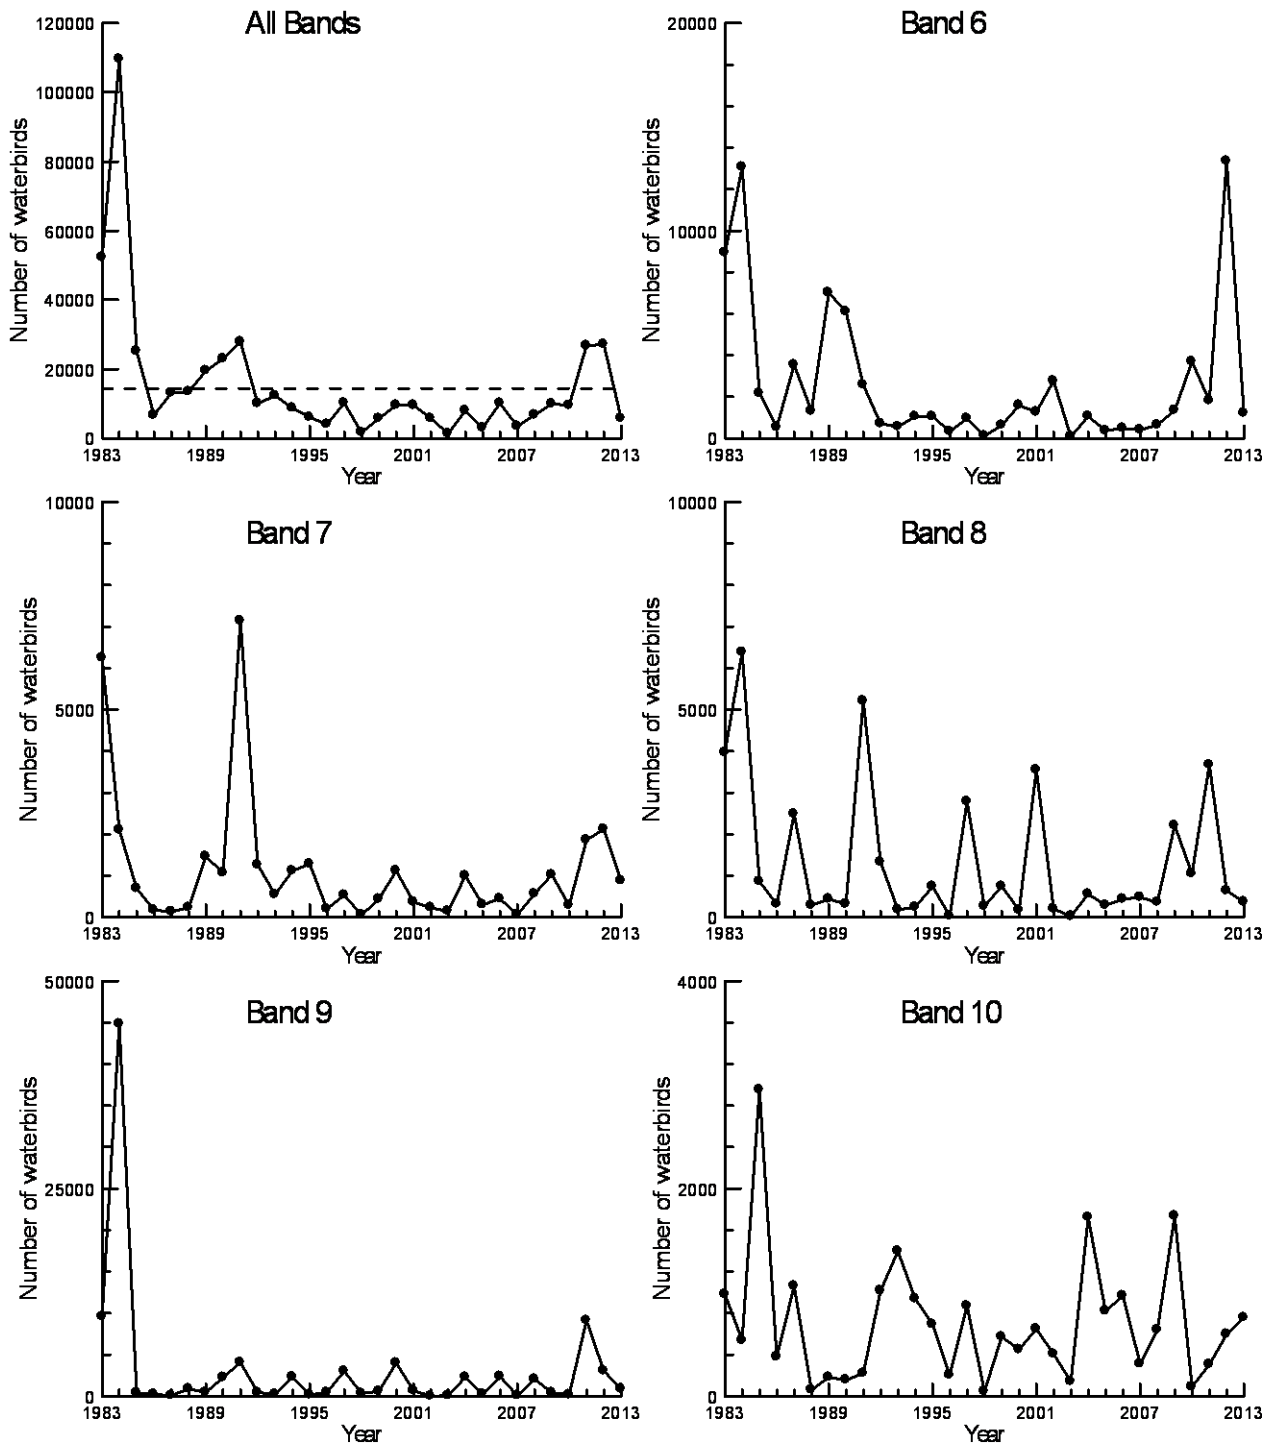 All Bands
Number of waterbirds
120000
100000
80000
60000
40000
20000
0
1983 1989 1995 2001 2007 2013
Year
Band 6
Number of waterbirds
20000
10000
0
1983 1989 1995 2001 2007 2013
Year
Band 7
Number of waterbirds
10000
5000
0
1983 1989 1995 2001 2007 2013
Year
Band 8
Number of waterbirds
10000
5000
0
1983 1989 1995 2001 2007 2013
Year
Band 9
Number of waterbirds
50000
25000
0
1983 1989 1995 2001 2007 2013
Year
Band 10
Number of waterbirds
4000
2000
0
1983 1989 1995 2001 2007 2013
Year